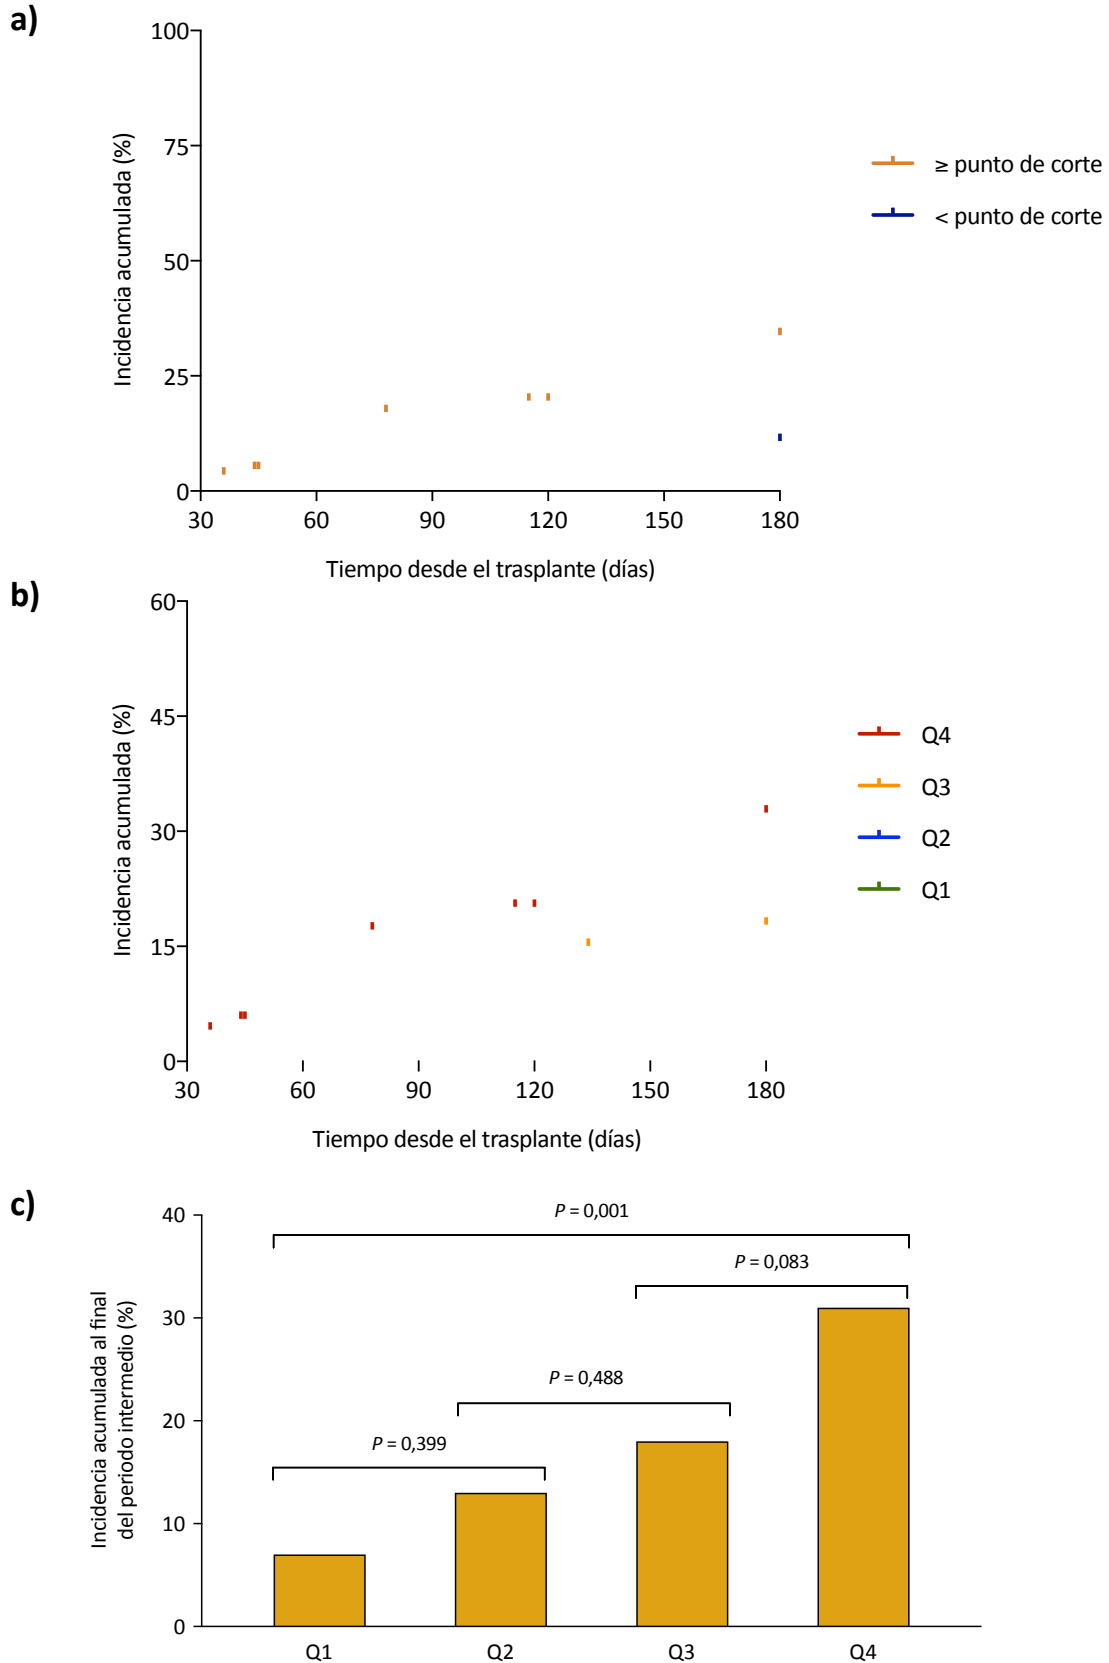 a)
100
75
50
25
0
Incidencia acumulada (%)
30 60 90 120 150 180
Tiempo desde el trasplante (días)
≥ punto de corte
< punto de corte
b)
60
45
30
15
0
Incidencia acumulada (%)
30 60 90 120 150 180
Tiempo desde el trasplante (días)
Q4
Q3
Q2
Q1
c)
40
30
20
10
0
Incidencia acumulada al final
del periodo intermedio (%)
P = 0,001
P = 0,083
P = 0,488
P = 0,399
Q1 Q2 Q3 Q4